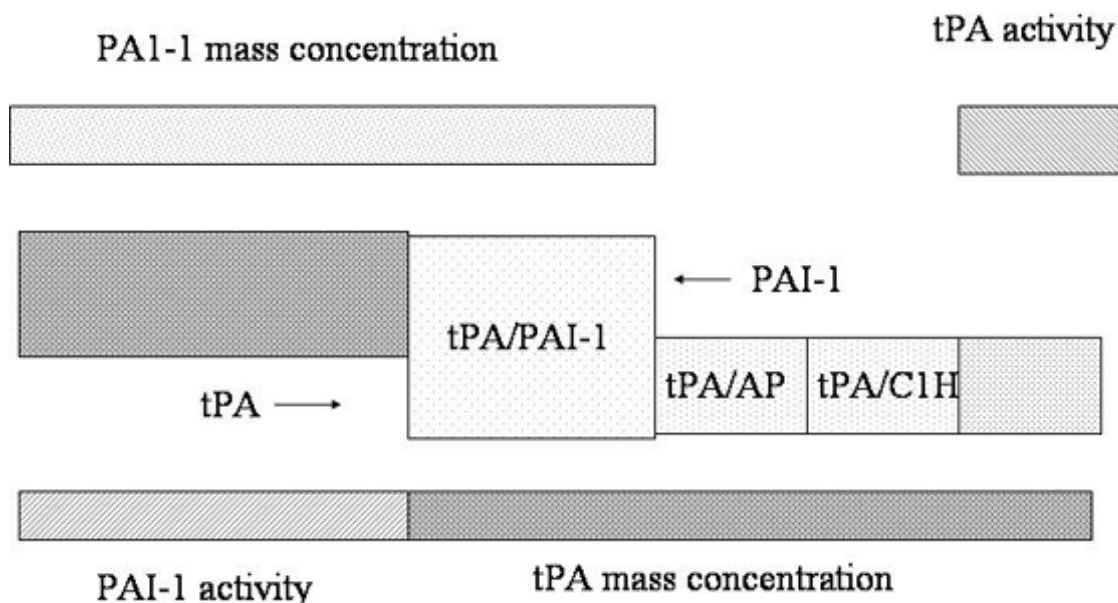 PA1-1 mass concentration
tPA activity
tPA/PAI-1
PAI-1
tPA
tPA/AP
tPA/C1H
PAI-1 activity
tPA mass concentration